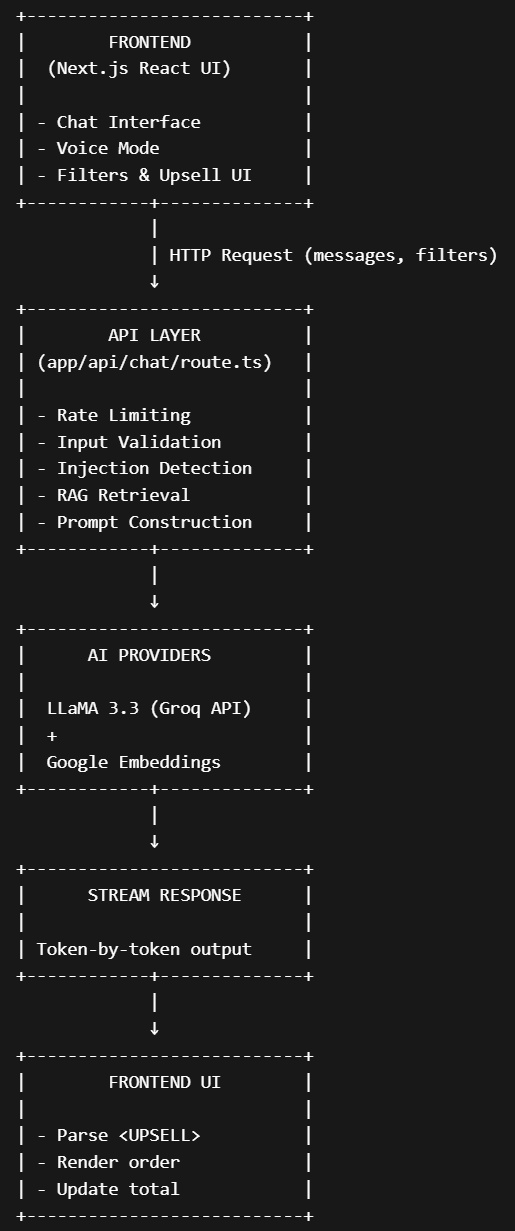 +---------------------------+
|        FRONTEND           |
|  (Next.js React UI)       |
|                           |
| - Chat Interface          |
| - Voice Mode              |
| - Filters & Upsell UI     |
+------------+--------------+
             |
             | HTTP Request (messages, filters)
             ↓
+---------------------------+
|        API LAYER          |
| (app/api/chat/route.ts)   |
|                           |
| - Rate Limiting           |
| - Input Validation        |
| - Injection Detection     |
| - RAG Retrieval           |
| - Prompt Construction     |
+------------+--------------+
             |
             ↓
+---------------------------+
|      AI PROVIDERS         |
|                           |
|  LLaMA 3.3 (Groq API)     |
|  +                        |
|  Google Embeddings        |
+------------+--------------+
             |
             ↓
+---------------------------+
|      STREAM RESPONSE      |
|                           |
| Token-by-token output     |
+------------+--------------+
             |
             ↓
+---------------------------+
|        FRONTEND UI        |
|                           |
| - Parse <UPSELL>          |
| - Render order            |
| - Update total            |
+---------------------------+